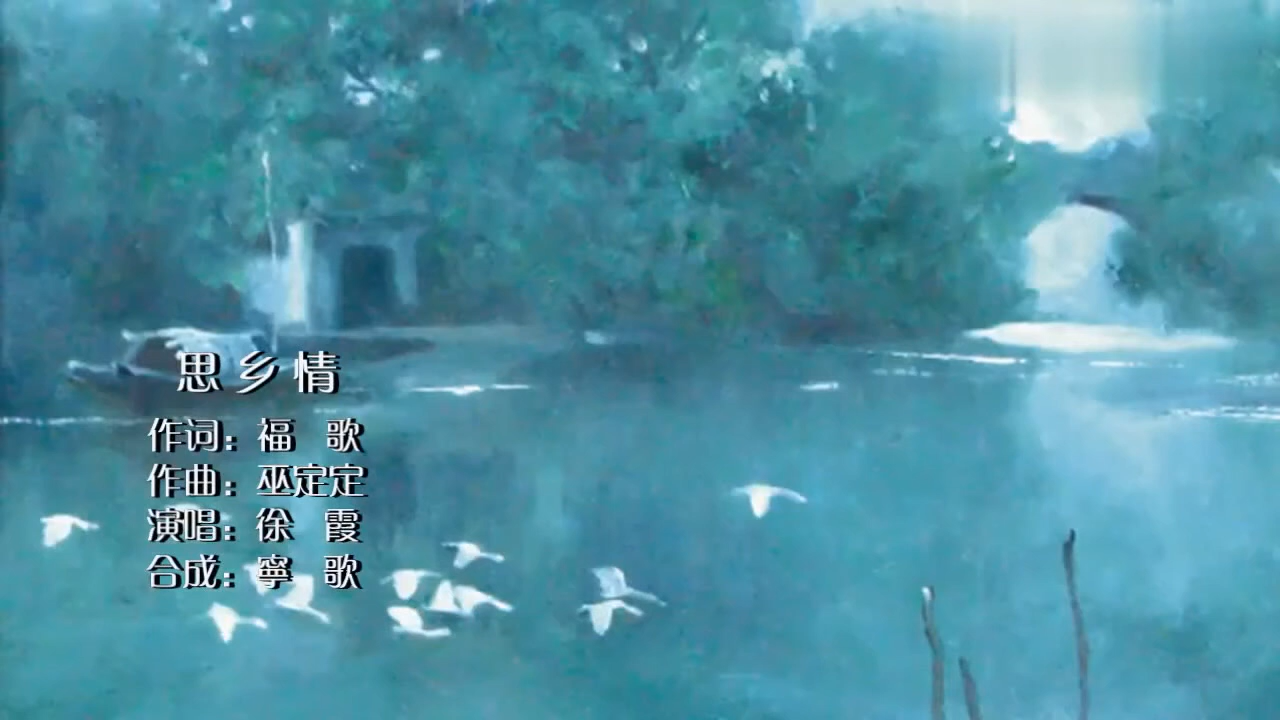 思乡情
作词：福 歌
作曲：巫定定
演唱：徐 霞
合成：寧 歌